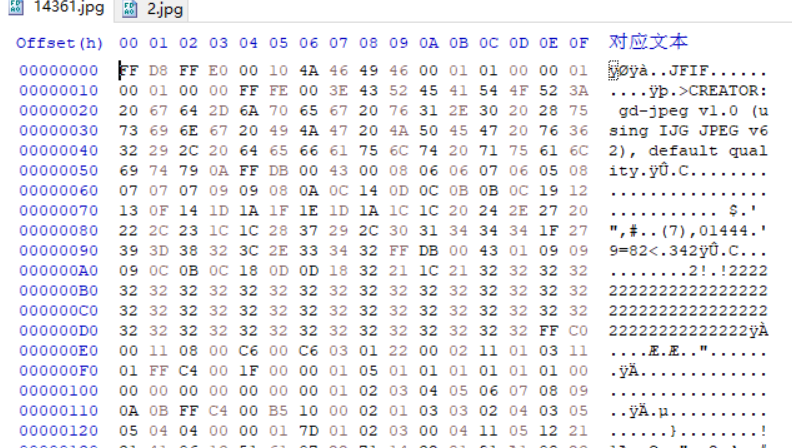 14361.jpg 2.jpg
Offset(h) 00 01 02 03 04 05 06 07 08 09 0A 0B 0C 0D 0E 0F 对应文本
00000000 FF D8 FF E0 00 10 4A 46 49 46 00 01 01 00 00 01 ÿØÿà..JFIF......
00000010 00 01 00 00 FF FE 00 3E 43 52 45 41 54 4F 52 3A ....ÿþ.>CREATOR:
00000020 20 67 64 2D 6A 70 65 67 20 76 31 2E 30 20 28 75 gd-jpeg v1.0 (u
00000030 73 69 6E 67 20 49 4A 47 20 4A 50 45 47 20 76 36 sing IJG JPEG v6
00000040 32 29 2C 20 64 65 66 61 75 6C 74 20 71 75 61 6C 2), default qual
00000050 69 74 79 0A FF DB 00 43 00 08 06 06 07 06 05 08 ity.ÿÛ.C........
00000060 07 07 07 09 09 08 0A 0C 14 0D 0C 0B 0B 0C 19 12 ................
00000070 13 0F 14 1D 1A 1F 1E 1D 1A 1C 1C 20 24 2E 27 20 ........... $.'
00000080 22 2C 23 1C 1C 28 37 29 2C 30 31 34 34 34 1F 27 ",#..(7),01444.'
00000090 39 3D 38 32 3C 2E 33 34 32 FF DB 00 43 01 09 09 9=82<.342ÿÛ.C...
000000A0 09 0C 0B 0C 18 0D 0D 18 32 21 1C 21 32 32 32 32 ........2!.!2222
000000B0 32 32 32 32 32 32 32 32 32 32 32 32 32 32 32 32 2222222222222222
000000C0 32 32 32 32 32 32 32 32 32 32 32 32 32 32 32 32 2222222222222222
000000D0 32 32 32 32 32 32 32 32 32 32 32 32 32 32 FF C0 22222222222222ÿÀ
000000E0 00 11 08 00 C6 00 C6 03 01 22 00 02 11 01 03 11 ....Æ.Æ.."......
000000F0 01 FF C4 00 1F 00 00 01 05 01 01 01 01 01 01 00 .ÿÄ.............
00000100 00 00 00 00 00 00 00 01 02 03 04 05 06 07 08 09 ................
00000110 0A 0B FF C4 00 B5 10 00 02 01 03 03 02 04 03 05 ..ÿÄ.µ..........
00000120 05 04 04 00 00 01 7D 01 02 03 00 04 11 05 12 21 ......}........!